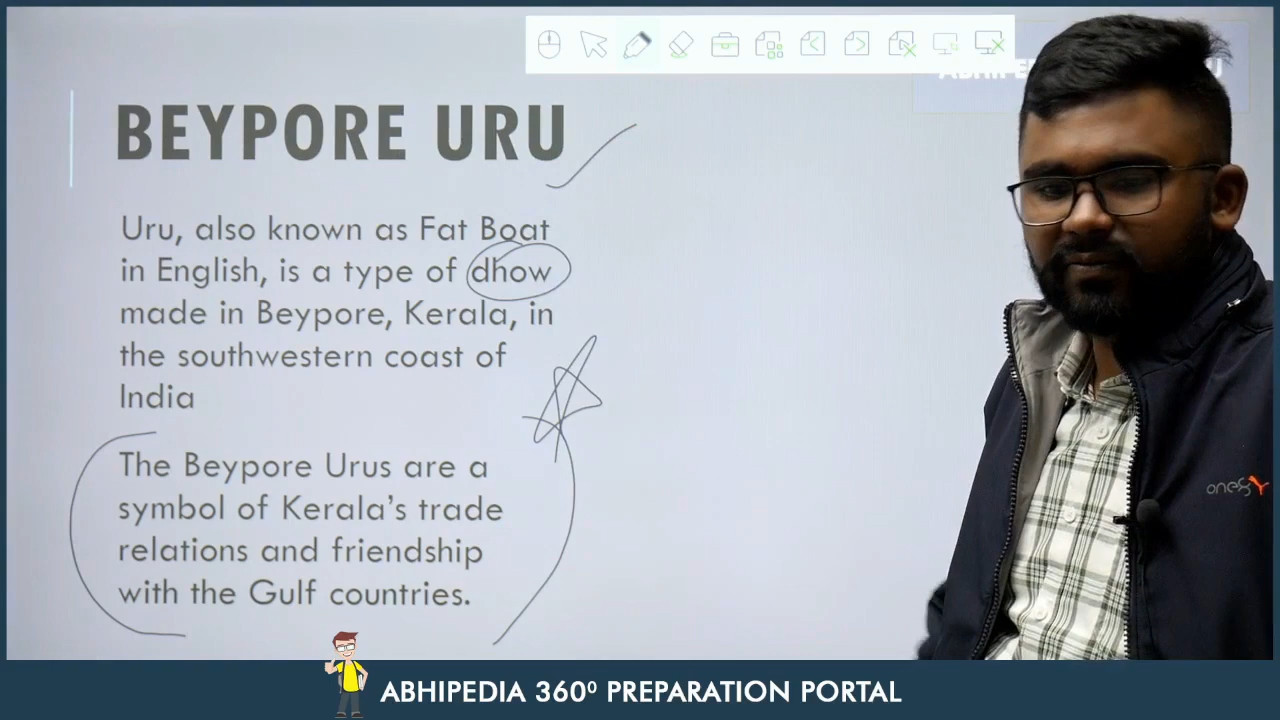 BEYPORE URU
Uru, also known as Fat Boat
in English, is a type of dhow
made in Beypore, Kerala, in
the southwestern coast of
India
The Beypore Urus are a
symbol of Kerala's trade
relations and friendship
with the Gulf countries.
ABHIPEDIA 360⁰ PREPARATION PORTAL